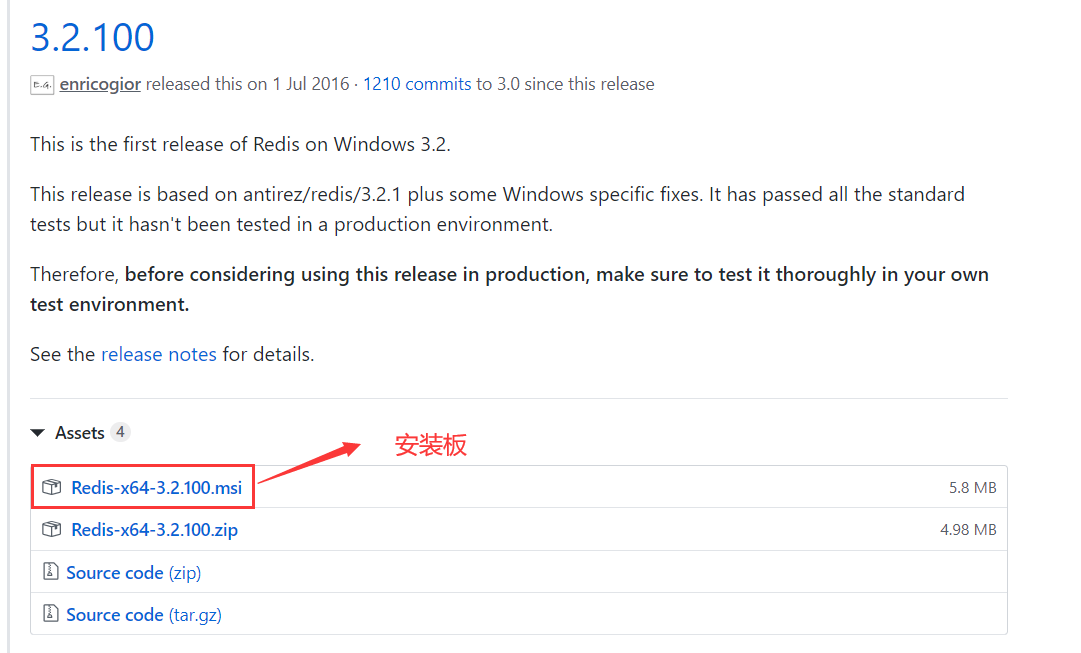 3.2.100
E.G. enricogior released this on 1 Jul 2016 · 1210 commits to 3.0 since this release
This is the first release of Redis on Windows 3.2.
This release is based on antirez/redis/3.2.1 plus some Windows specific fixes. It has passed all the standard
tests but it hasn't been tested in a production environment.
Therefore, before considering using this release in production, make sure to test it thoroughly in your own
test environment.
See the release notes for details.
Assets 4
安装板
Redis-x64-3.2.100.msi 5.8 MB
Redis-x64-3.2.100.zip 4.98 MB
Source code (zip)
Source code (tar.gz)